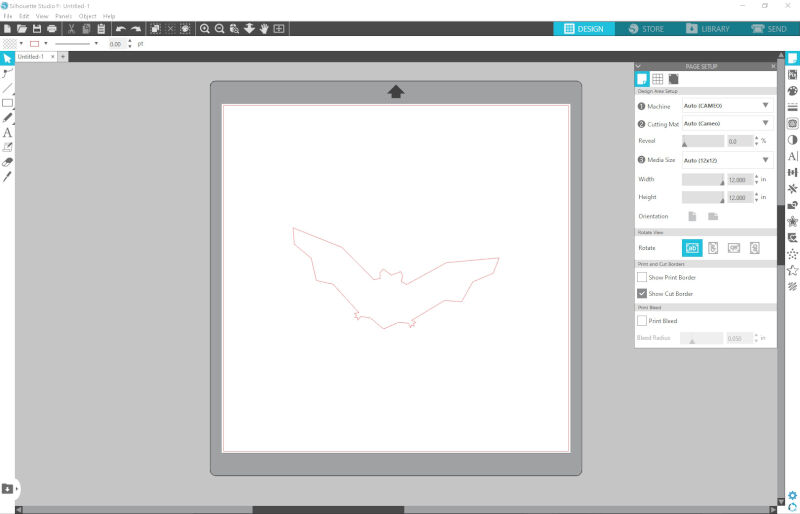 Silhouette Studio®: Untitled-1
File Edit View Panels Object Help
DESIGN STORE LIBRARY SEND
0.00 pt
Untitled-1 × +
PAGE SETUP
Design Area Setup
1 Machine Auto (CAMEO)
2 Cutting Mat Auto (Cameo)
Reveal 0.0 %
3 Media Size Auto (12x12)
Width 12.000 in
Height 12.000 in
Orientation
Rotate View
Rotate
Print and Cut Borders
Show Print Border
Show Cut Border
Print Bleed
Print Bleed
Bleed Radius 0.050 in